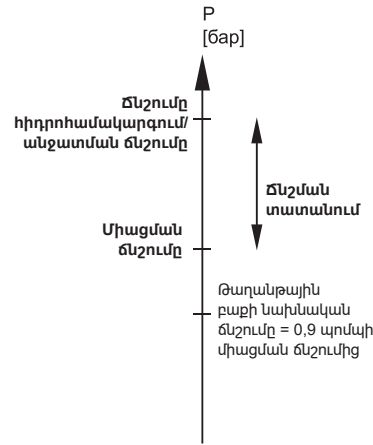 P
[бар]
Ճնշումը
հիդրոհամակարգում/
անջատման ճնշումը
Ճնշման
տատանում
Միացման
ճնշումը
Թաղանթային
բաքի նախնական
ճնշումը = 0,9 պոմպի
միացման ճնշումից